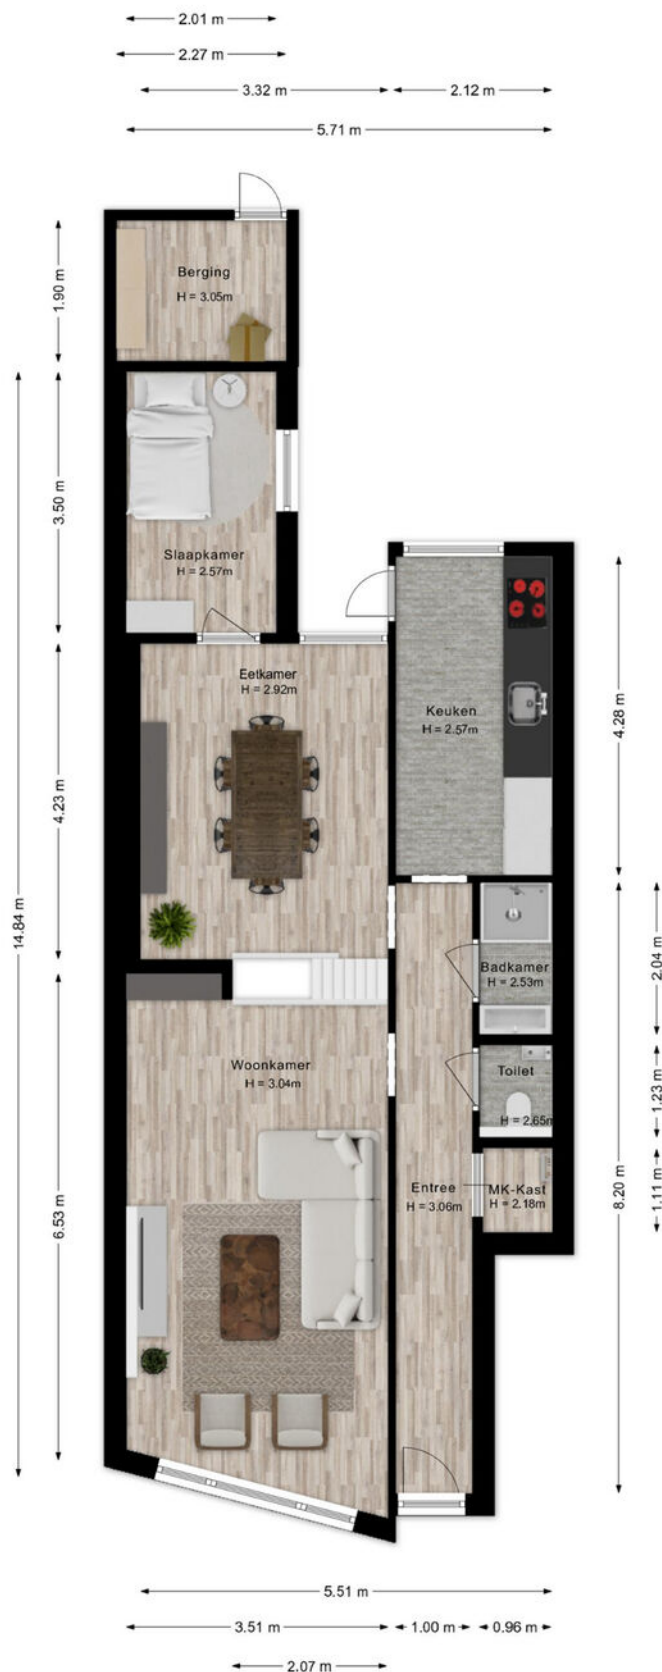 2.01 m
2.27 m
3.32 m
2.12 m
5.71 m
1.90 m
Berging
H = 3.05m
14.84 m
3.50 m
Slaapkamer
H = 2.57m
4.23 m
Eetkamer
H = 2.92m
Keuken
H = 2.57m
4.28 m
Badkamer
H = 2.53m
2.04 m
Woonkamer
H = 3.04m
Toilet
H = 2.65m
1.23 m
Entree
H = 3.06m
MK-Kast
H = 2.18m
1.11 m
8.20 m
6.53 m
5.51 m
3.51 m
1.00 m
0.96 m
2.07 m